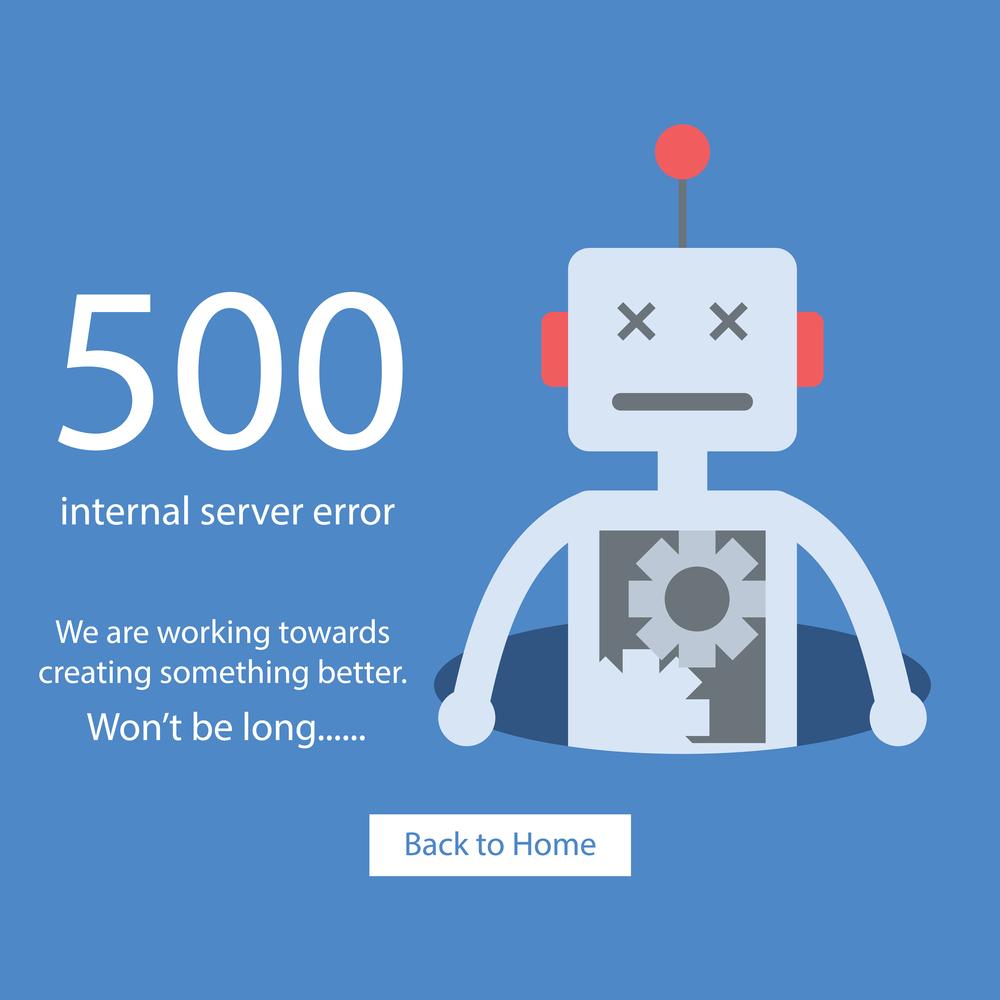 500
internal server error
We are working towards
creating something better.
Won’t be long......
Back to Home